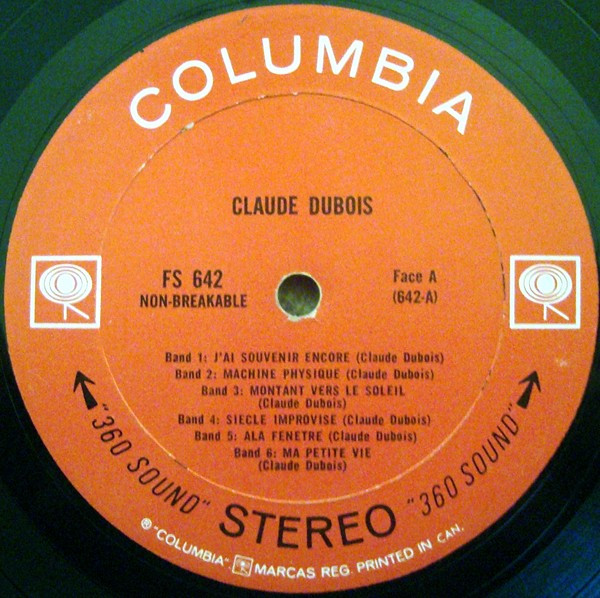 COLUMBIA
CLAUDE DUBOIS
FS 642
NON-BREAKABLE
Face A
(642-A)
Band 1: J'AI SOUVENIR ENCORE (Claude Dubois)
Band 2: MACHINE PHYSIQUE (Claude Dubois)
Band 3: MONTANT VERS LE SOLEIL
(Claude Dubois)
Band 4: SIECLE IMPROVISE (Claude Dubois)
Band 5: ALA FENETRE (Claude Dubois)
Band 6: MA PETITE VIE
(Claude Dubois)
"360 SOUND" STEREO "360 SOUND"
® "COLUMBIA". MARCAS REG. PRINTED IN CAN.